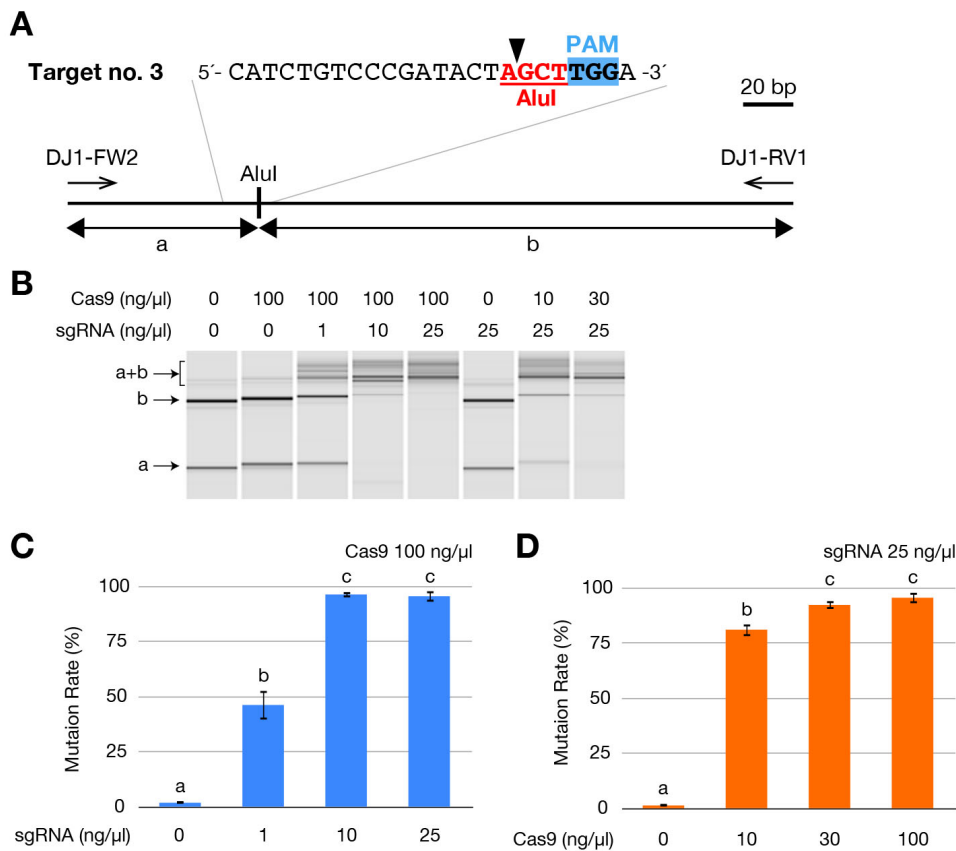 A
PAM
Target no. 3 5´- CATCTGTCCCGATACTAGCTTGGA -3´
AluI
20 bp
DJ1-FW2 AluI DJ1-RV1
a b
B
Cas9 (ng/µl) 0 100 100 100 100 0 10 30
sgRNA (ng/µl) 0 0 1 10 25 25 25 25
a+b
b
a
C
Cas9 100 ng/µl
Mutaion Rate (%)
100
75
50
25
0
a b c c
sgRNA (ng/µl) 0 1 10 25
D
sgRNA 25 ng/µl
Mutaion Rate (%)
100
75
50
25
0
a b c c
Cas9 (ng/µl) 0 10 30 100